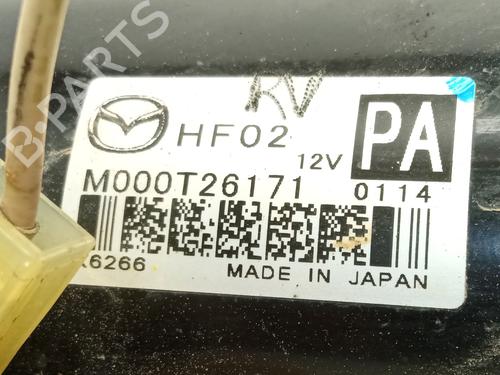 RV
HF02
12V
PA
M000T26171
0114
6266
MADE IN JAPAN
B-PARTS